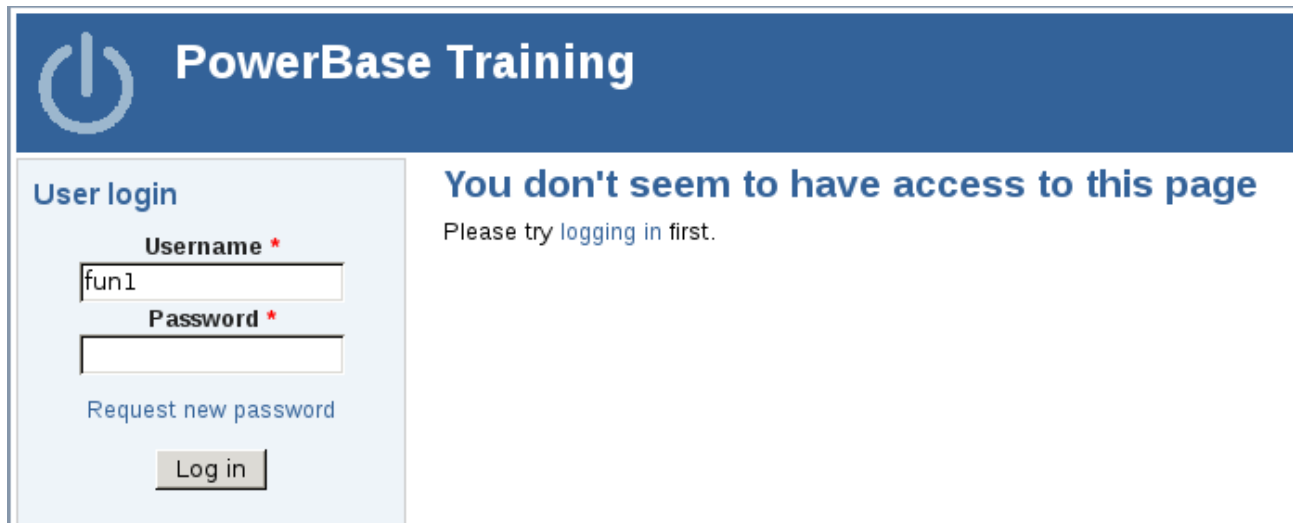 PowerBase Training
User login
Username *
fun1
Password *
Request new password
Log in
You don't seem to have access to this page
Please try logging in first.